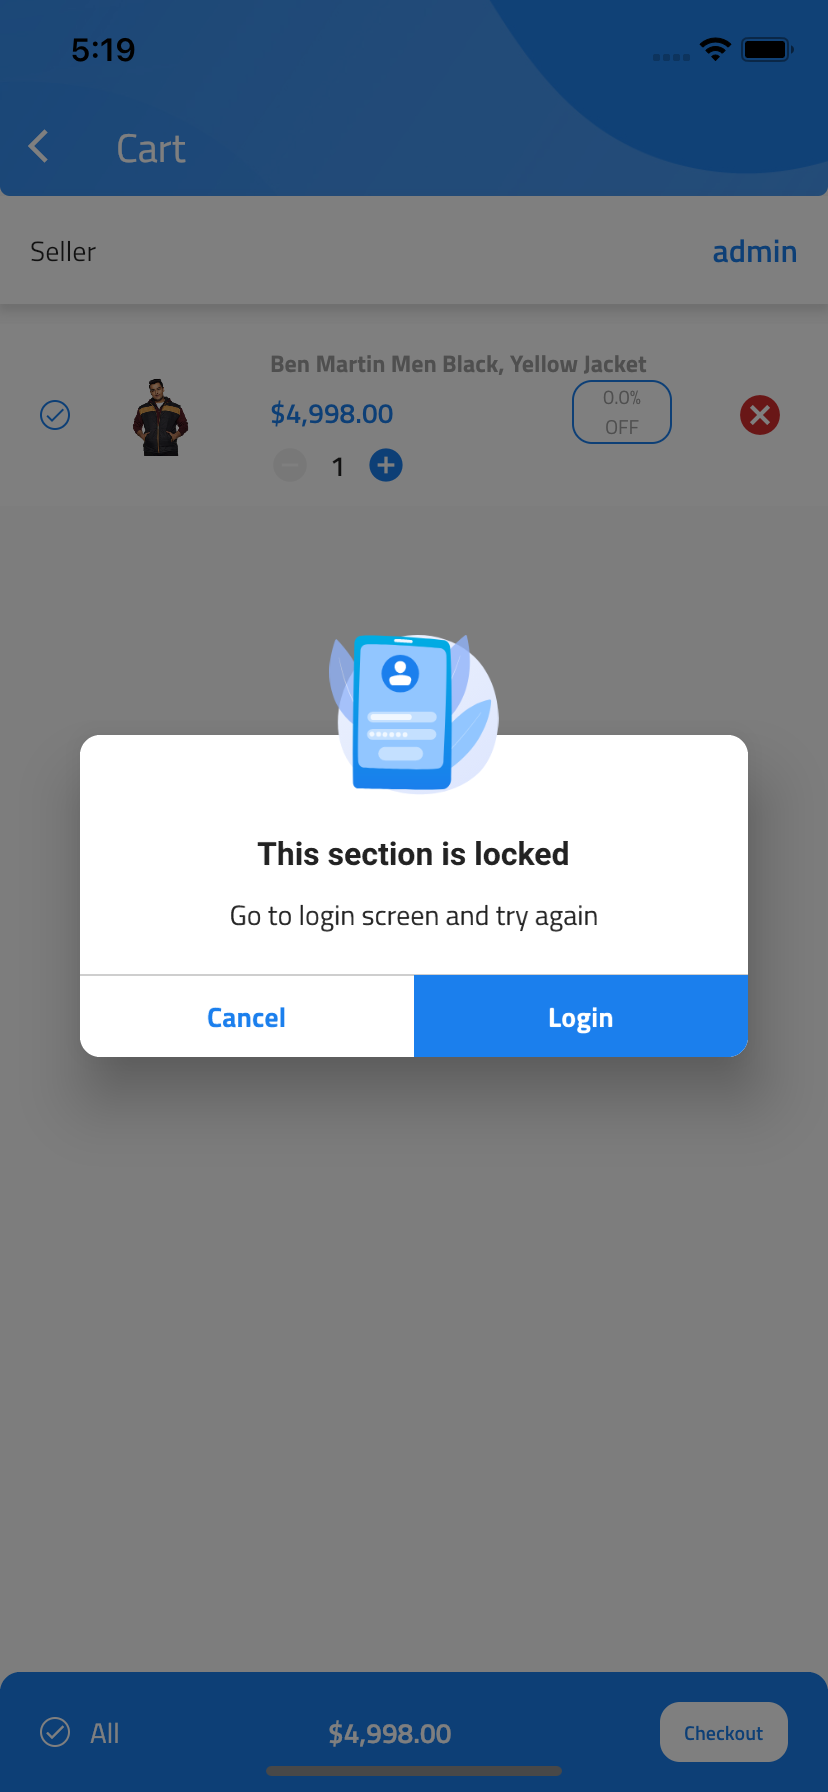 5:19
Cart
Seller
admin
Ben Martin Men Black, Yellow Jacket
$4,998.00
0.0%
OFF
1
This section is locked
Go to login screen and try again
Cancel
Login
All
$4,998.00
Checkout